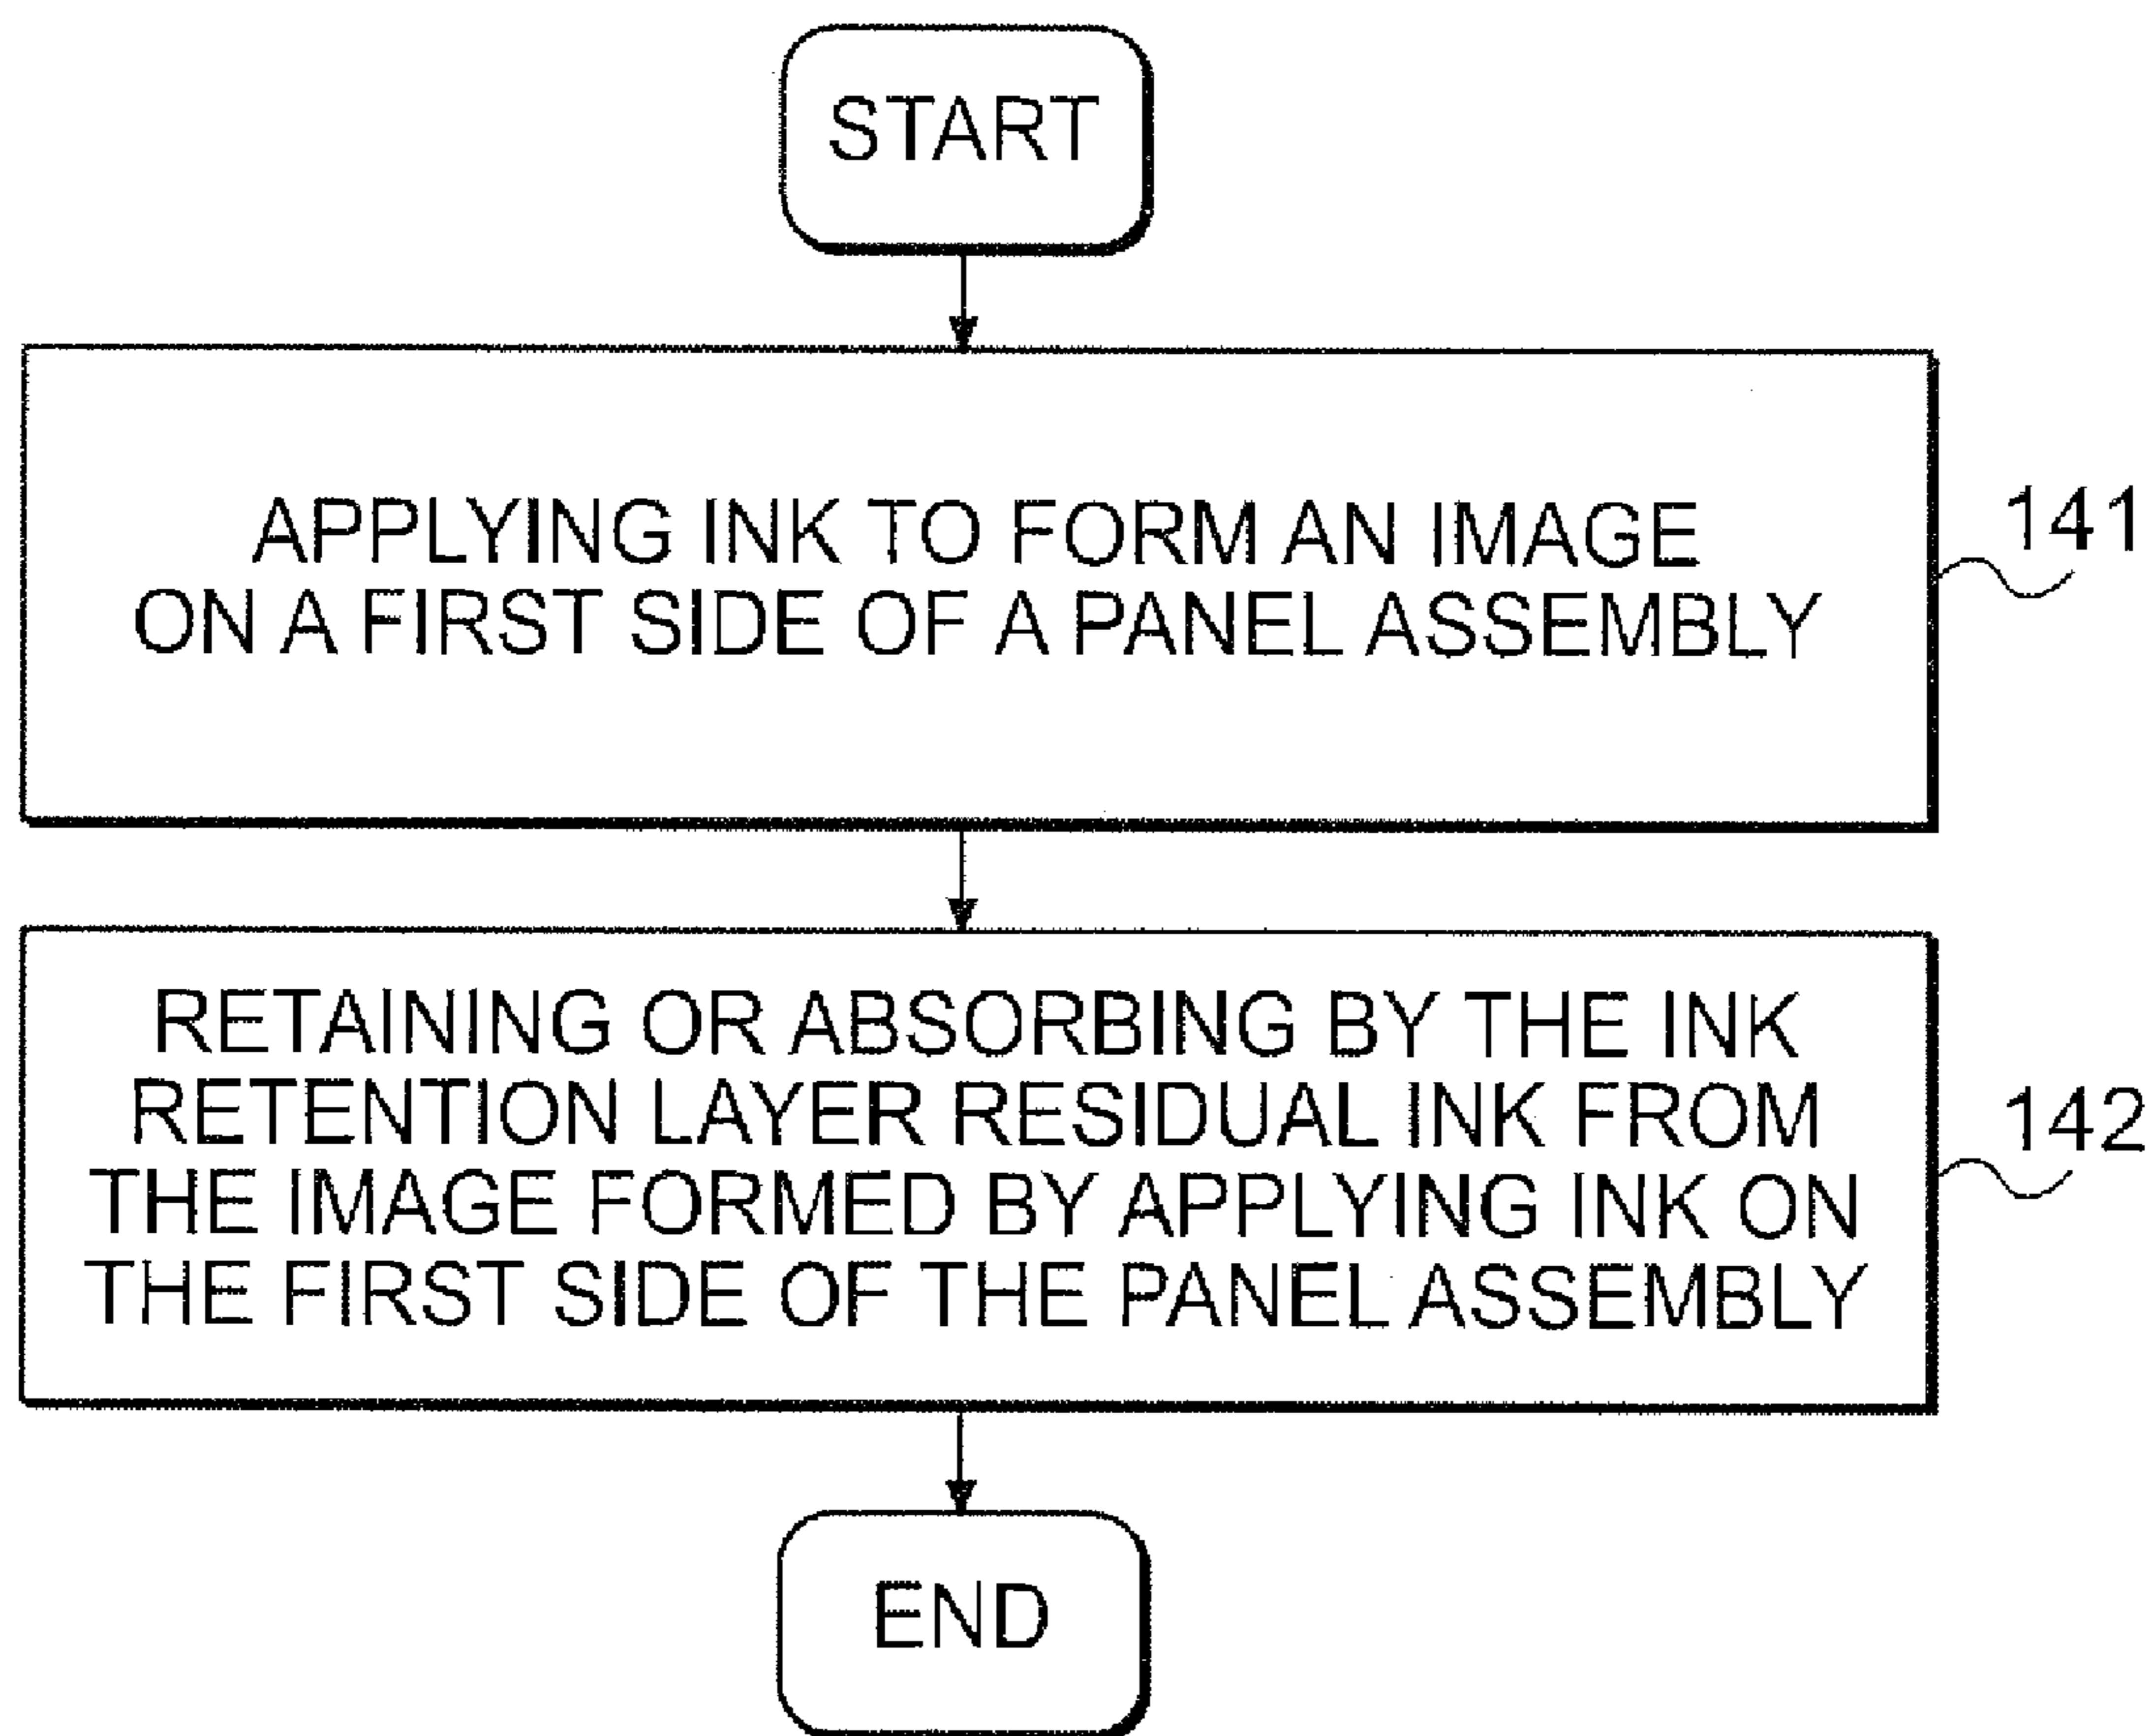 START
APPLYING INK TO FORM AN IMAGE
ON A FIRST SIDE OF A PANEL ASSEMBLY
141
RETAINING OR ABSORBING BY THE INK
RETENTION LAYER RESIDUAL INK FROM
THE IMAGE FORMED BY APPLYING INK ON
THE FIRST SIDE OF THE PANEL ASSEMBLY
142
END